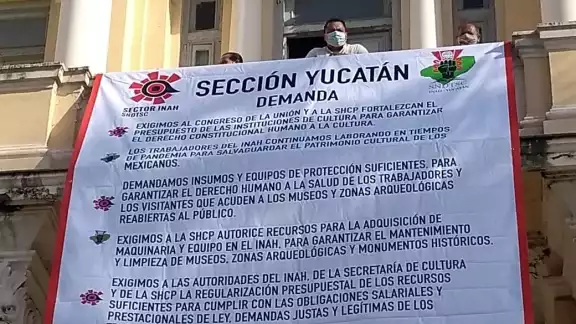 SECCIÓN YUCATÁN
DEMANDA
SECTOR INAH
SNDTSC
SNDTSC
EXIGIMOS AL CONGRESO DE LA UNIÓN Y A LA SHCP FORTALEZCAN EL
PRESUPUESTO DE LAS INSTITUCIONES DE CULTURA PARA GARANTIZAR
EL DERECHO CONSTITUCIONAL HUMANO A LA CULTURA.
LOS TRABAJADORES DEL INAH CONTINUAMOS LABORANDO EN TIEMPOS
DE PANDEMIA PARA SALVAGUARDAR EL PATRIMONIO CULTURAL DE LOS
MEXICANOS.
DEMANDAMOS INSUMOS Y EQUIPOS DE PROTECCIÓN SUFICIENTES, PARA
GARANTIZAR EL DERECHO HUMANO A LA SALUD DE LOS TRABAJADORES Y
LOS VISITANTES QUE ACUDEN A LOS MUSEOS Y ZONAS ARQUEOLÓGICAS
REABIERTAS AL PÚBLICO.
EXIGIMOS A LA SHCP AUTORICE RECURSOS PARA LA ADQUISICIÓN DE
MAQUINARIA Y EQUIPO EN EL INAH, PARA GARANTIZAR EL MANTENIMIENTO
Y LIMPIEZA DE MUSEOS, ZONAS ARQUEOLÓGICAS Y MONUMENTOS HISTÓRICOS.
EXIGIMOS A LAS AUTORIDADES DEL INAH, DE LA SECRETARÍA DE CULTURA
Y DE LA SHCP LA REGULARIZACIÓN PRESUPUESTAL DE LOS RECURSOS
SUFICIENTES PARA CUMPLIR CON LAS OBLIGACIONES SALARIALES Y
PRESTACIONALES DE LEY, DEMANDAS JUSTAS Y LEGÍTIMAS DE LOS